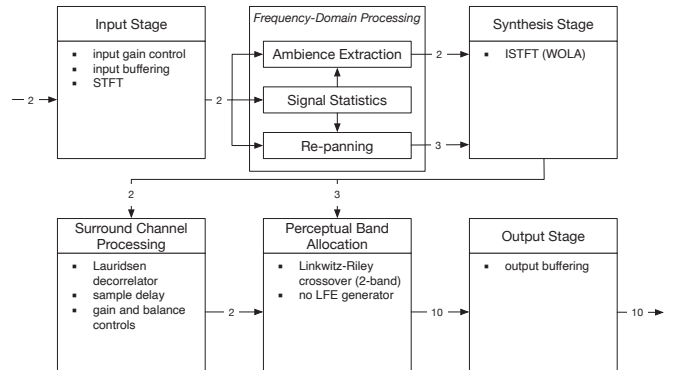 Input Stage
▪ input gain control
▪ input buffering
▪ STFT
2
2
Frequency-Domain Processing
Ambience Extraction
Signal Statistics
Re-panning
2
3
Synthesis Stage
▪ ISTFT (WOLA)
2
3
Surround Channel
Processing
▪ Lauridsen
decorrelator
▪ sample delay
▪ gain and balance
controls
2
Perceptual Band
Allocation
▪ Linkwitz-Riley
crossover (2-band)
▪ no LFE generator
10
Output Stage
▪ output buffering
10